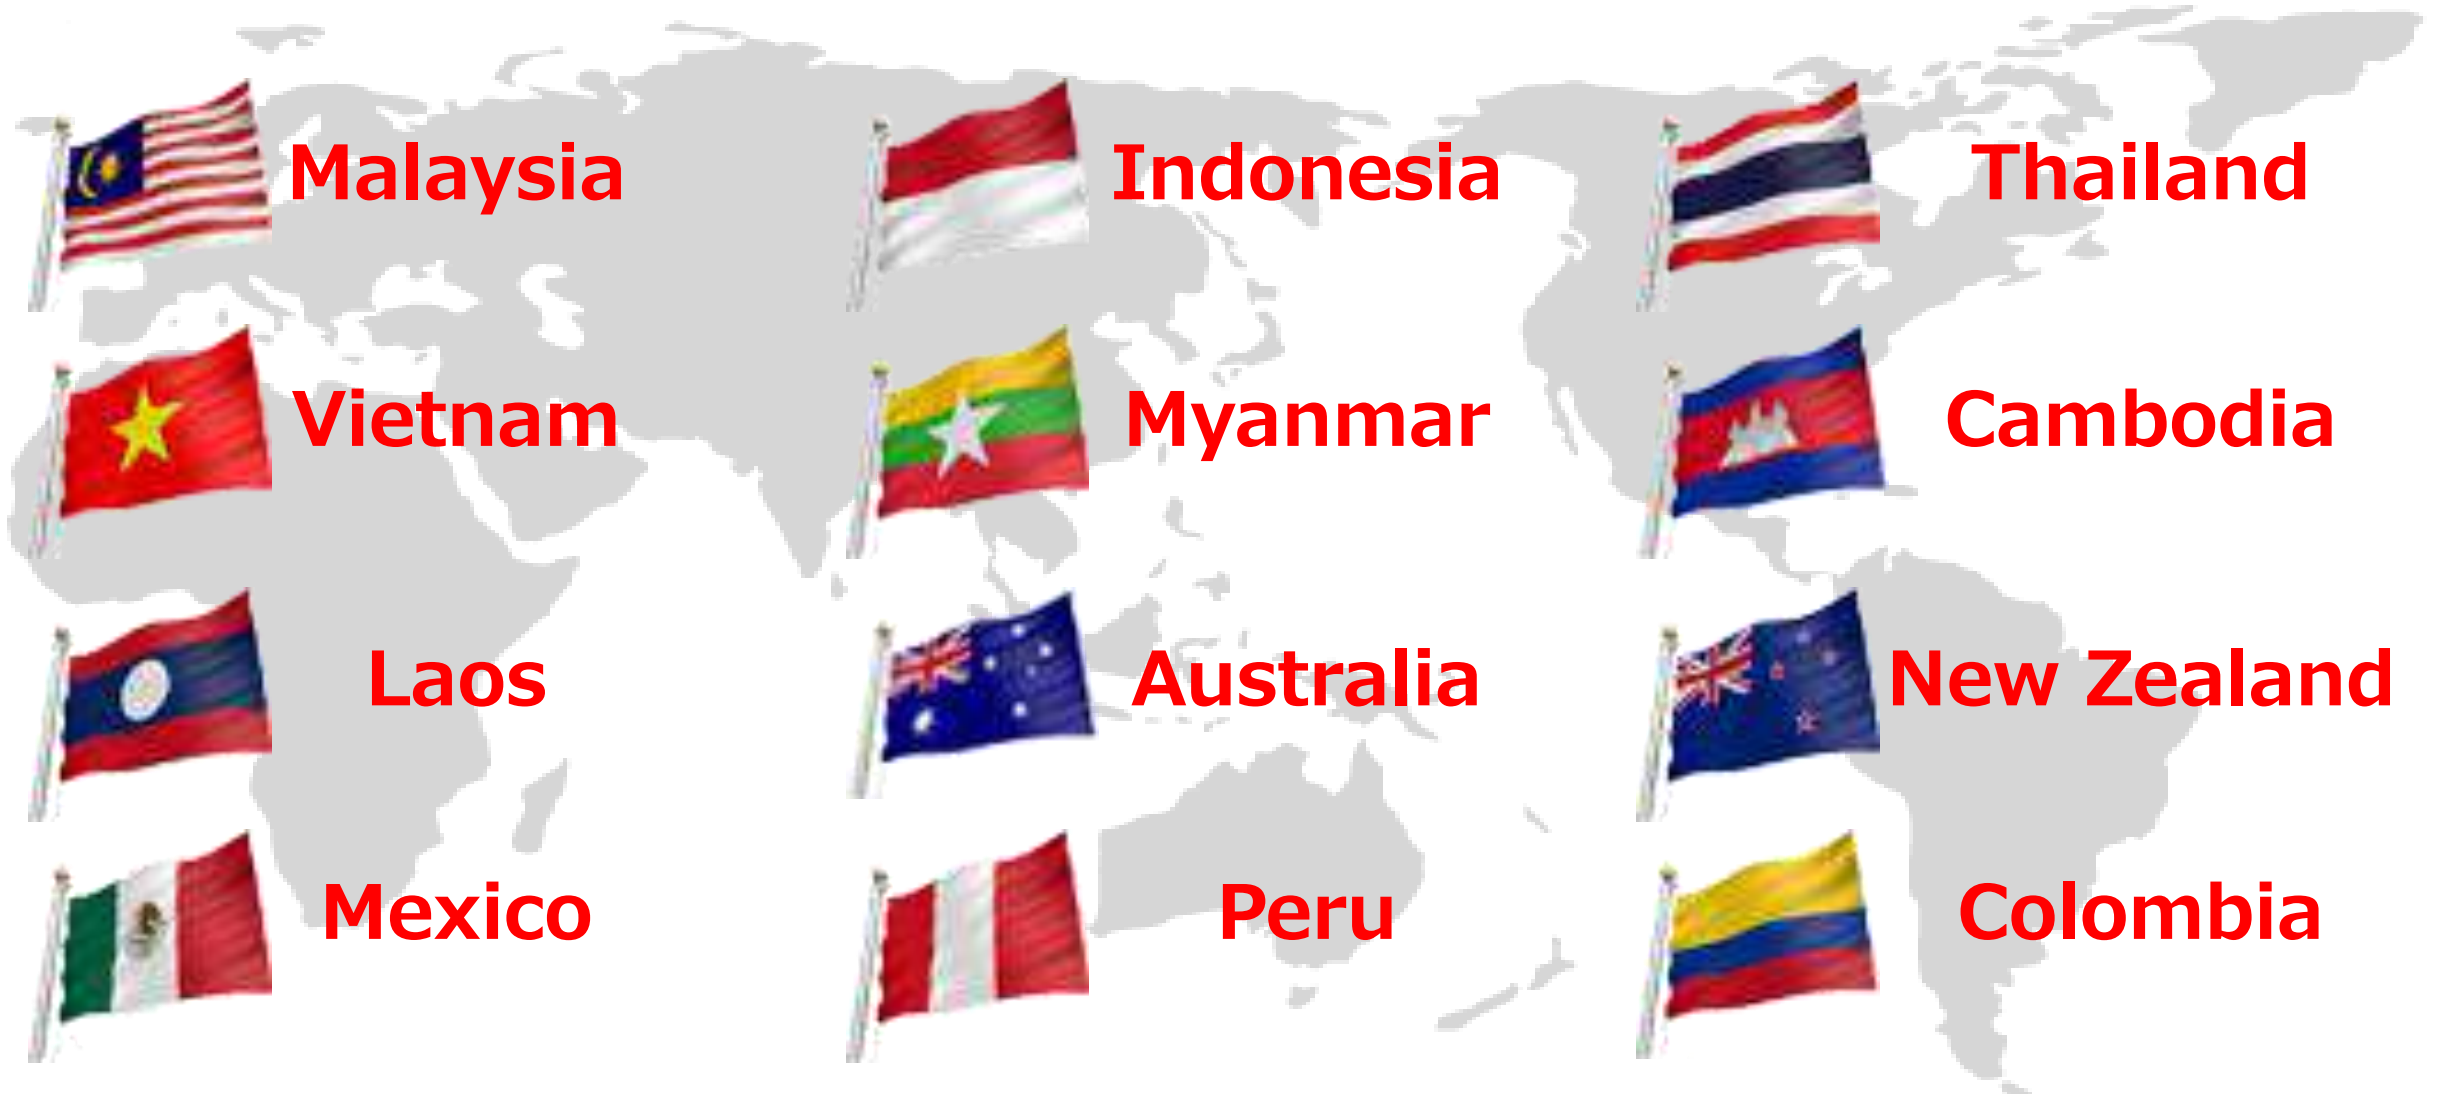 Malaysia
Indonesia
Thailand
Vietnam
Myanmar
Cambodia
Laos
Australia
New Zealand
Mexico
Peru
Colombia